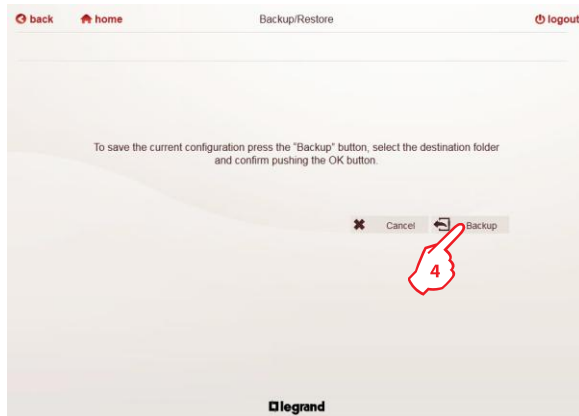 back home Backup/Restore logout
To save the current configuration press the "Backup" button, select the destination folder
and confirm pushing the OK button.
Cancel Backup
4
legrand